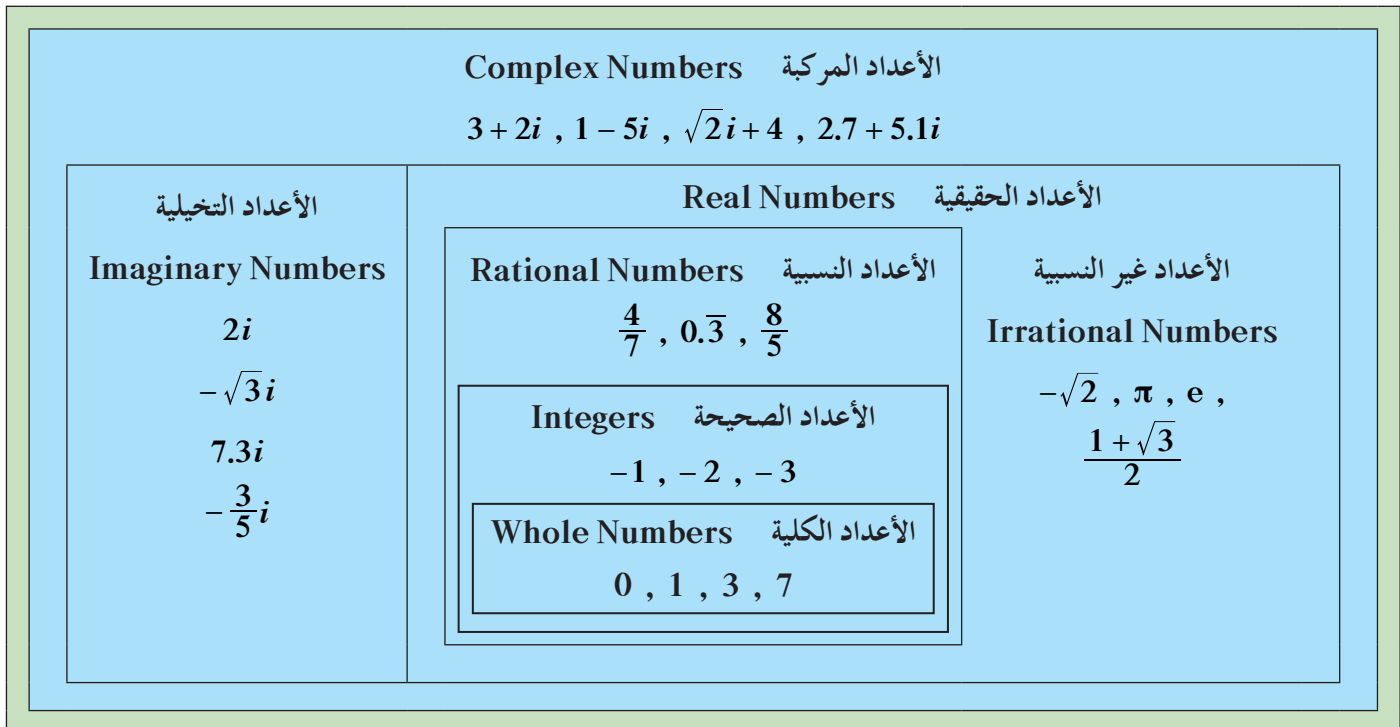 Complex Numbers الأعداد المركبة
3 + 2i , 1 − 5i , √2 i + 4 , 2.7 + 5.1i
الأعداد التخيلية
Imaginary Numbers
2i
−√3 i
7.3i
−3/5 i
Real Numbers الأعداد الحقيقية
Rational Numbers الأعداد النسبية
4/7 , 0.3̅ , 8/5
Integers الأعداد الصحيحة
−1 , −2 , −3
Whole Numbers الأعداد الكلية
0 , 1 , 3 , 7
الأعداد غير النسبية
Irrational Numbers
−√2 , π , e ,
(1 + √3)/2